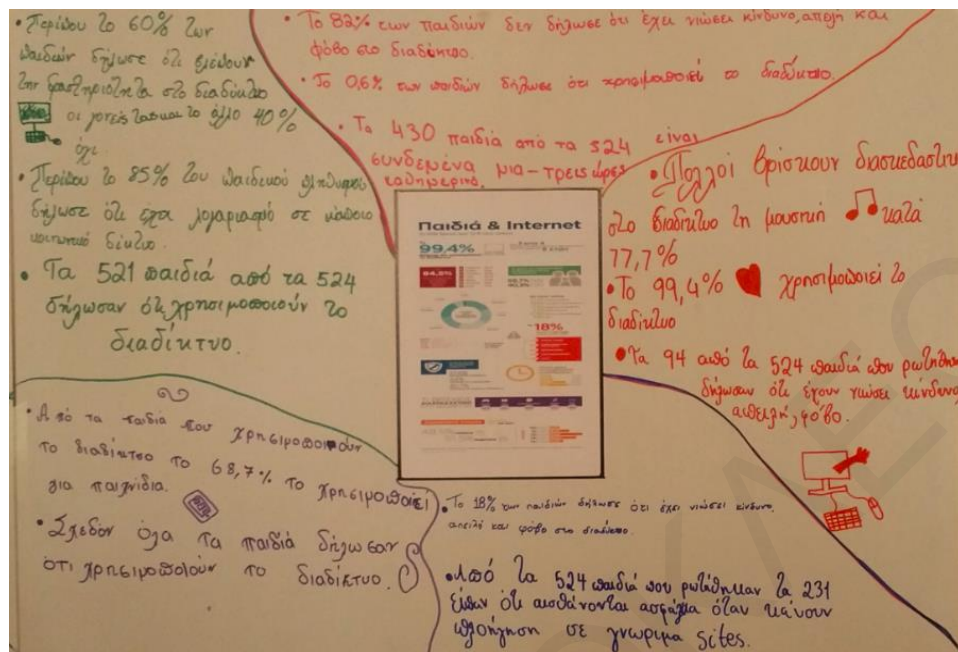 • Περίπου το 60% των
παιδιών δήλωσε ότι ελέγχουν
την δραστηριότητα στο διαδίκτυο
οι γονείς τους και το άλλο 40%
όχι.
• Περίπου το 85% του παιδικού πληθυσμού
δήλωσε ότι έχει λογαριασμό σε κάποιο
κοινωνικό δίκτυο.
• Τα 521 παιδιά από τα 524
δήλωσαν ότι χρησιμοποιούν το
διαδίκτυο.
• Το 82% των παιδιών δεν δήλωσε ότι έχει νιώσει κίνδυνο, απειλή και
φόβο στο διαδίκτυο.
• Το 0,6% των παιδιών δήλωσε ότι χρησιμοποιεί το διαδίκτυο.
• Τα 430 παιδιά από τα 524 είναι
συνδεμένα μια-τρεις ώρες
καθημερινά.
• Πολλοί βρίσκουν διασκεδαστικ
στο διαδίκτυο τη μουσική κατά
77,7%
• Το 99,4% χρησιμοποιεί το
διαδίκτυο
• Τα 94 από τα 524 παιδιά που ρωτήθηκαν
δήλωσαν ότι έχουν νιώσει κίνδυνο,
απειλή, φόβο.
Παιδιά & Internet
99,4%
94,5%
18%
• Από τα παιδιά που χρησιμοποιούν
το διαδίκτυο το 68,7% το χρησιμοποιεί
για παιχνίδια.
• Σχεδόν όλα τα παιδιά δήλωσαν
ότι χρησιμοποιούν το διαδίκτυο.
• Το 18% των παιδιών δήλωσε ότι έχει νιώσει κίνδυνο,
απειλή και φόβο στο διαδίκτυο.
• Από τα 524 παιδιά που ρωτήθηκαν τα 231
είπαν ότι αισθάνονται ασφάλεια όταν κάνουν
πλοήγηση σε γνώριμα sites.